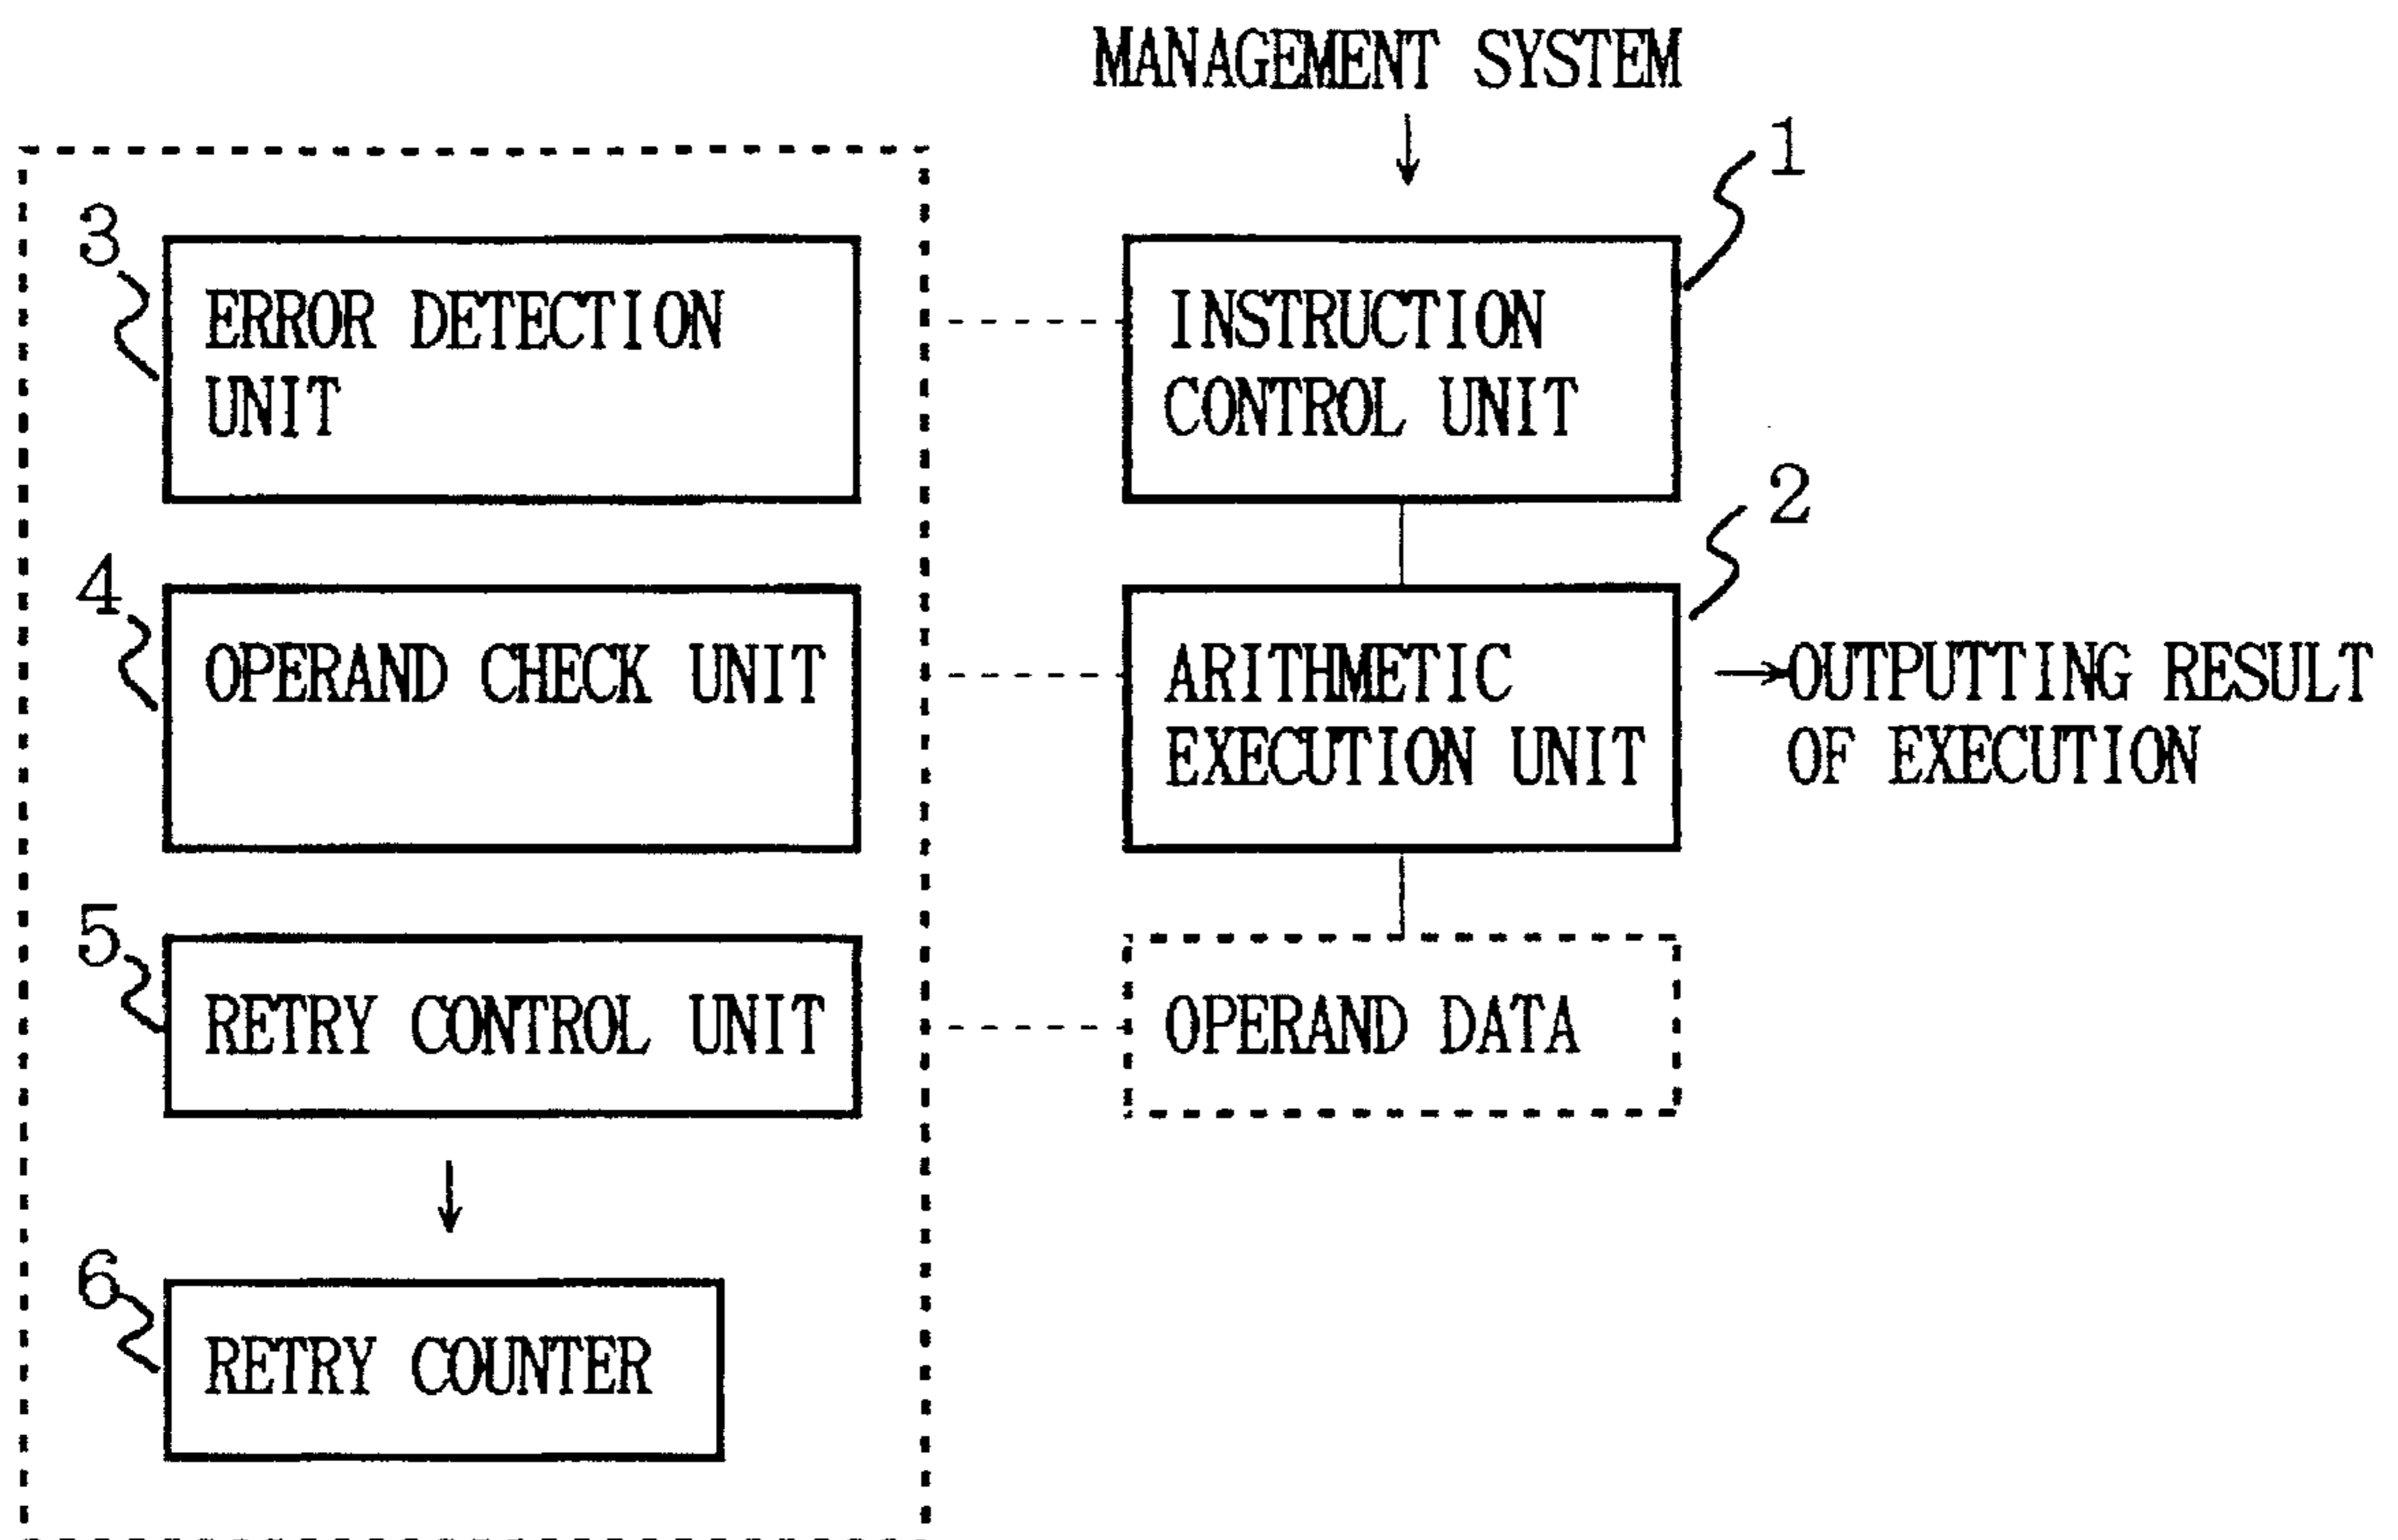 MANAGEMENT SYSTEM
1
3
ERROR DETECTION
UNIT
INSTRUCTION
CONTROL UNIT
2
4
OPERAND CHECK UNIT
ARITHMETIC
EXECUTION UNIT
OUTPUTTING RESULT
OF EXECUTION
5
RETRY CONTROL UNIT
OPERAND DATA
6
RETRY COUNTER